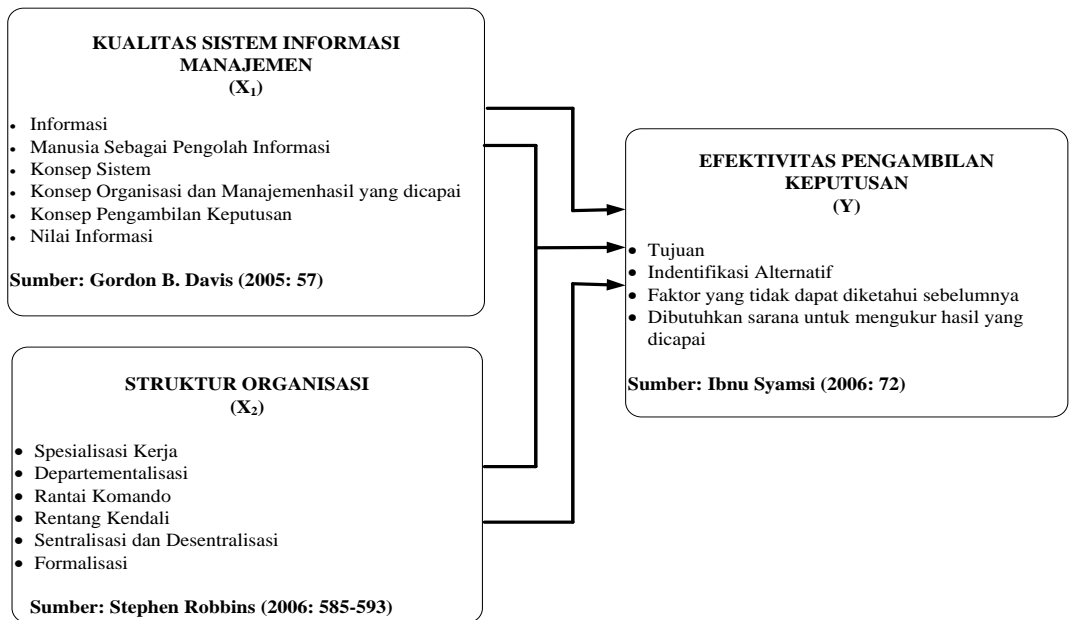 KUALITAS SISTEM INFORMASI
MANAJEMEN
(X₁)
• Informasi
• Manusia Sebagai Pengolah Informasi
• Konsep Sistem
• Konsep Organisasi dan Manajemenhasil yang dicapai
• Konsep Pengambilan Keputusan
• Nilai Informasi
Sumber: Gordon B. Davis (2005: 57)
STRUKTUR ORGANISASI
(X₂)
• Spesialisasi Kerja
• Departementalisasi
• Rantai Komando
• Rentang Kendali
• Sentralisasi dan Desentralisasi
• Formalisasi
Sumber: Stephen Robbins (2006: 585-593)
EFEKTIVITAS PENGAMBILAN
KEPUTUSAN
(Y)
• Tujuan
• Indentifikasi Alternatif
• Faktor yang tidak dapat diketahui sebelumnya
• Dibutuhkan sarana untuk mengukur hasil yang
dicapai
Sumber: Ibnu Syamsi (2006: 72)